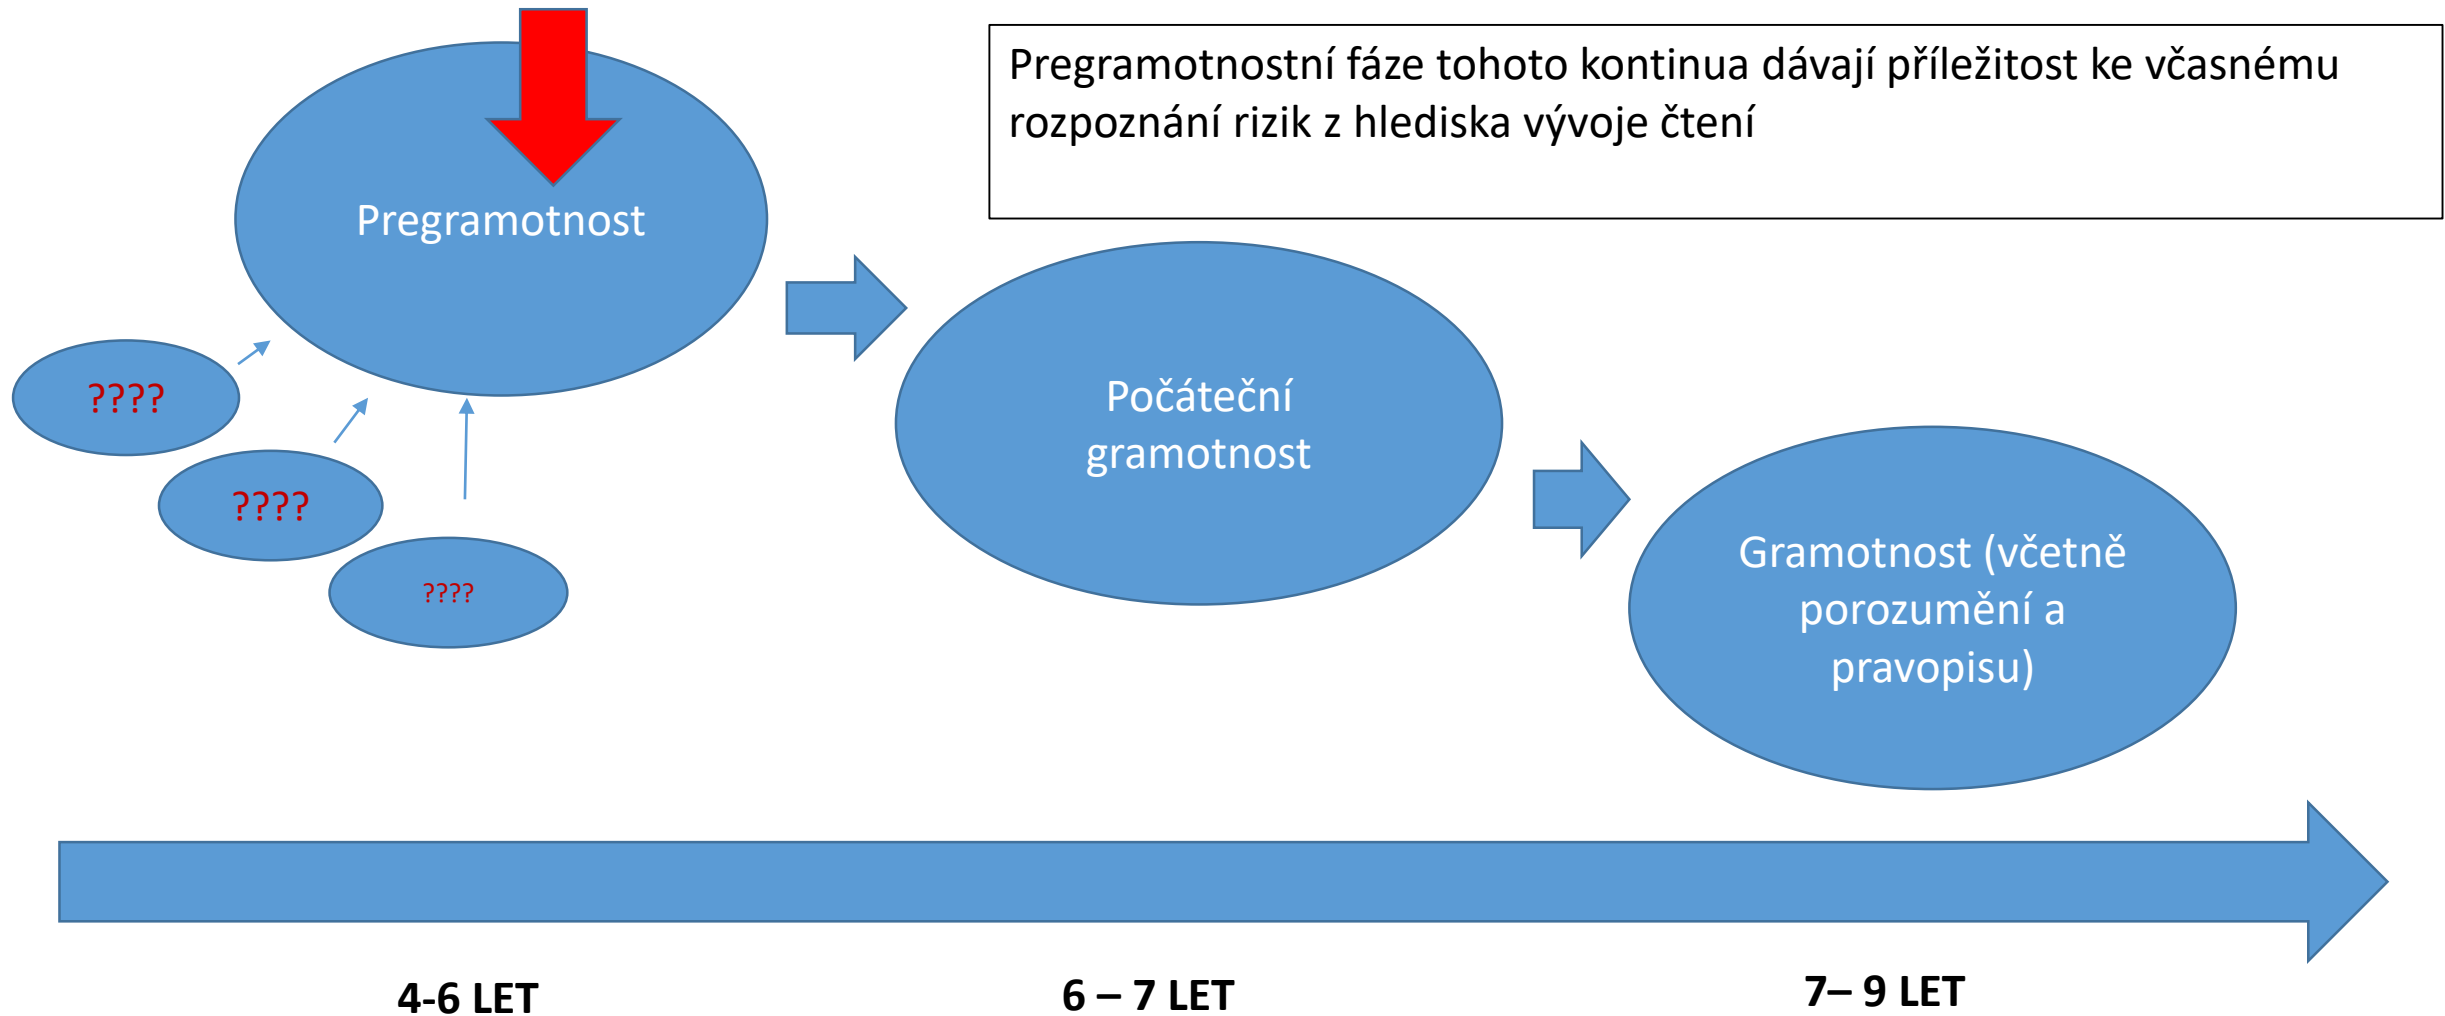 Pregramotnostní fáze tohoto kontinua dávají příležitost ke včasnému
rozpoznání rizik z hlediska vývoje čtení
Pregramotnost
????
????
????
Počáteční
gramotnost
Gramotnost (včetně
porozumění a
pravopisu)
4-6 LET
6 – 7 LET
7– 9 LET